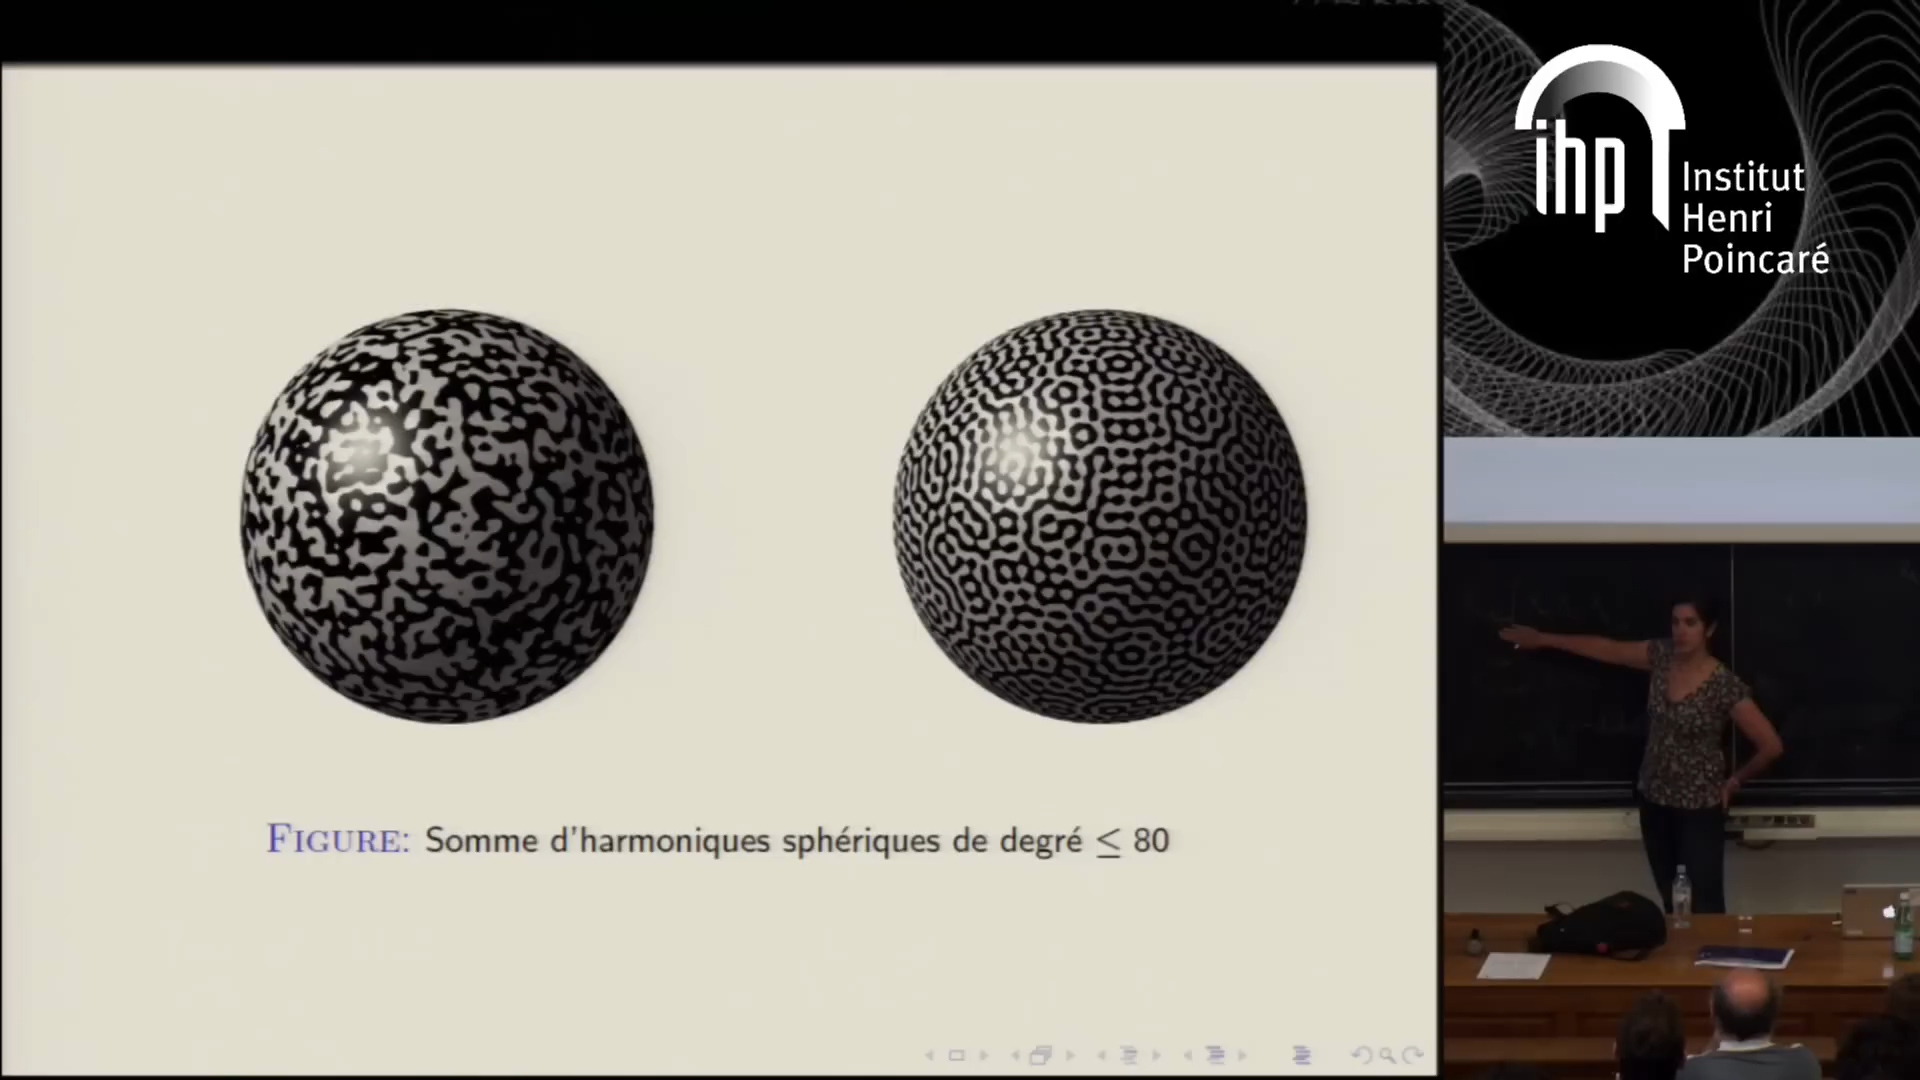 FIGURE: Somme d'harmoniques sphériques de degré ≤ 80
ihp
Institut
Henri
Poincaré